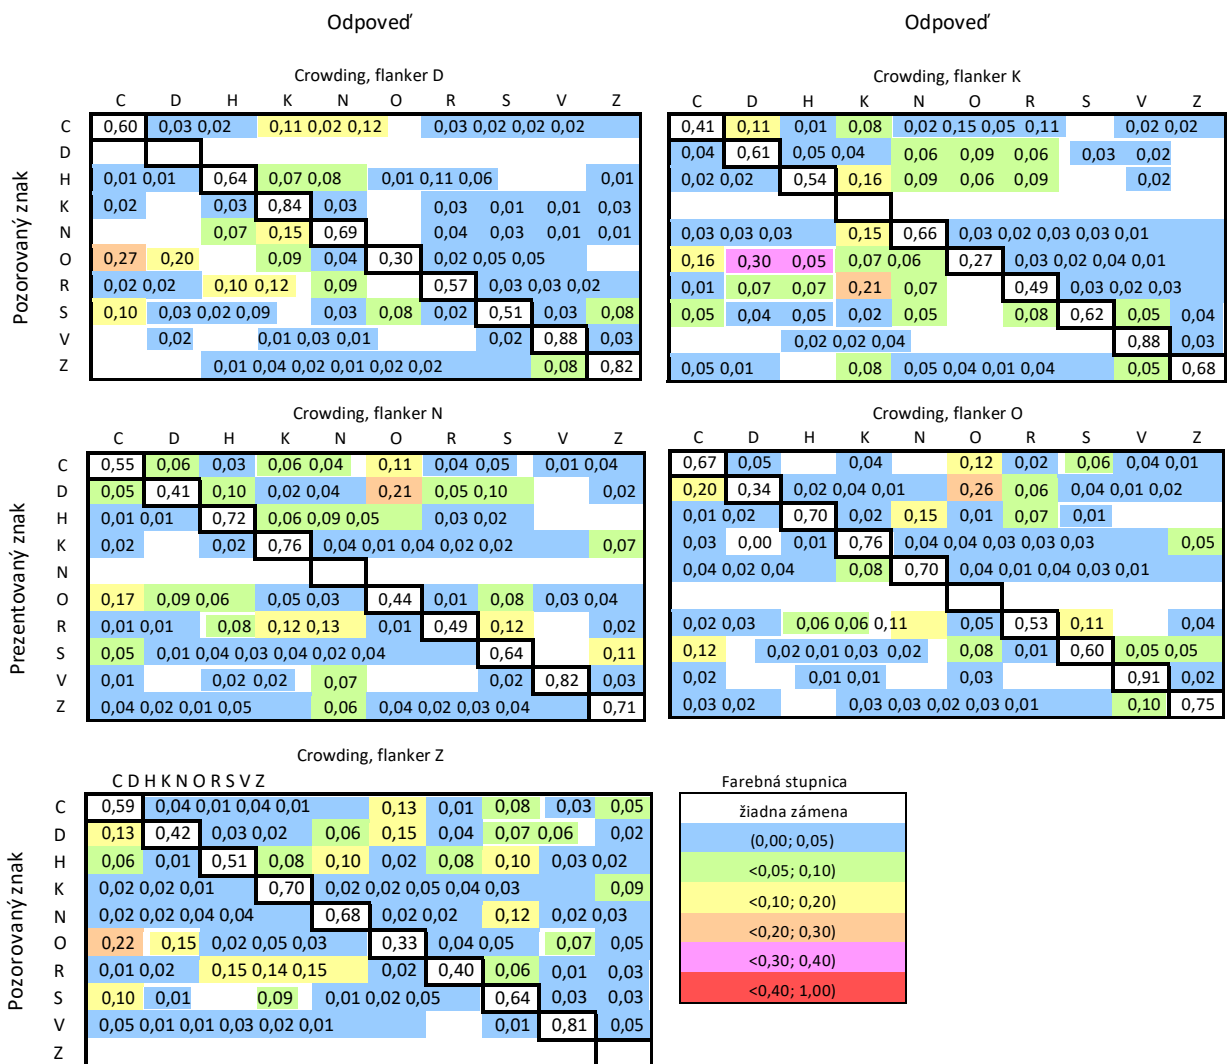 Odpoveď Odpoveď
Crowding, flanker D
C D H K N O R S V Z
C 0,60 0,03 0,02 0,11 0,02 0,12 0,03 0,02 0,02 0,02
D
H 0,01 0,01 0,64 0,07 0,08 0,01 0,11 0,06 0,01
K 0,02 0,03 0,84 0,03 0,03 0,01 0,01 0,03
N 0,07 0,15 0,69 0,04 0,03 0,01 0,01
O 0,27 0,20 0,09 0,04 0,30 0,02 0,05 0,05
R 0,02 0,02 0,10 0,12 0,09 0,57 0,03 0,03 0,02
S 0,10 0,03 0,02 0,09 0,03 0,08 0,02 0,51 0,03 0,08
V 0,02 0,01 0,03 0,01 0,02 0,88 0,03
Z 0,01 0,04 0,02 0,01 0,02 0,02 0,08 0,82
Pozorovaný znak
Crowding, flanker K
C D H K N O R S V Z
0,41 0,11 0,01 0,08 0,02 0,15 0,05 0,11 0,02 0,02
0,04 0,61 0,05 0,04 0,06 0,09 0,06 0,03 0,02
0,02 0,02 0,54 0,16 0,09 0,06 0,09 0,02
0,03 0,03 0,03 0,15 0,66 0,03 0,02 0,03 0,03 0,01
0,16 0,30 0,05 0,07 0,06 0,27 0,03 0,02 0,04 0,01
0,01 0,07 0,07 0,21 0,07 0,49 0,03 0,02 0,03
0,05 0,04 0,05 0,02 0,05 0,08 0,62 0,05 0,04
0,02 0,02 0,04 0,88 0,03
0,05 0,01 0,08 0,05 0,04 0,01 0,04 0,05 0,68
Crowding, flanker N
C D H K N O R S V Z
C 0,55 0,06 0,03 0,06 0,04 0,11 0,04 0,05 0,01 0,04
D 0,05 0,41 0,10 0,02 0,04 0,21 0,05 0,10 0,02
H 0,01 0,01 0,72 0,06 0,09 0,05 0,03 0,02
K 0,02 0,02 0,76 0,04 0,01 0,04 0,02 0,02 0,07
N
O 0,17 0,09 0,06 0,05 0,03 0,44 0,01 0,08 0,03 0,04
R 0,01 0,01 0,08 0,12 0,13 0,01 0,49 0,12 0,02
S 0,05 0,01 0,04 0,03 0,04 0,02 0,04 0,64 0,11
V 0,01 0,02 0,02 0,07 0,02 0,82 0,03
Z 0,04 0,02 0,01 0,05 0,06 0,04 0,02 0,03 0,04 0,71
Prezentovaný znak
Crowding, flanker O
C D H K N O R S V Z
0,67 0,05 0,04 0,12 0,02 0,06 0,04 0,01
0,20 0,34 0,02 0,04 0,01 0,26 0,06 0,04 0,01 0,02
0,01 0,02 0,70 0,02 0,15 0,01 0,07 0,01
0,03 0,00 0,01 0,76 0,04 0,04 0,03 0,03 0,03 0,05
0,04 0,02 0,04 0,08 0,70 0,04 0,01 0,04 0,03 0,01
0,02 0,03 0,06 0,06 0,11 0,05 0,53 0,11 0,04
0,12 0,02 0,01 0,03 0,02 0,08 0,01 0,60 0,05 0,05
0,02 0,01 0,01 0,03 0,91 0,02
0,03 0,02 0,03 0,03 0,02 0,03 0,01 0,10 0,75
Crowding, flanker Z
C D H K N O R S V Z
C 0,59 0,04 0,01 0,04 0,01 0,13 0,01 0,08 0,03 0,05
D 0,13 0,42 0,03 0,02 0,06 0,15 0,04 0,07 0,06 0,02
H 0,06 0,01 0,51 0,08 0,10 0,02 0,08 0,10 0,03 0,02
K 0,02 0,02 0,01 0,70 0,02 0,02 0,05 0,04 0,03 0,09
N 0,02 0,02 0,04 0,04 0,68 0,02 0,02 0,12 0,02 0,03
O 0,22 0,15 0,02 0,05 0,03 0,33 0,04 0,05 0,07 0,05
R 0,01 0,02 0,15 0,14 0,15 0,02 0,40 0,06 0,01 0,03
S 0,10 0,01 0,09 0,01 0,02 0,05 0,64 0,03 0,03
V 0,05 0,01 0,01 0,03 0,02 0,01 0,01 0,81 0,05
Z
Pozorovaný znak
Farebná stupnica
žiadna zámena
(0,00; 0,05)
<0,05; 0,10)
<0,10; 0,20)
<0,20; 0,30)
<0,30; 0,40)
<0,40; 1,00)